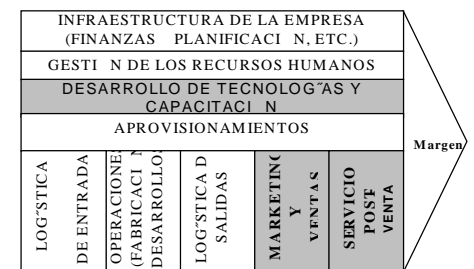 INFRAESTRUCTURA DE LA EMPRESA
(FINANZAS PLANIFICACI N, ETC.)
GESTI N DE LOS RECURSOS HUMANOS
DESARROLLO DE TECNOLOG˝AS Y
CAPACITACI N
APROVISIONAMIENTOS
Margen
LOG˝STICA
DE ENTRADA
OPERACIONE
(FABRICACI N
DESARROLLO
LOG˝STICA D
SALIDAS
MARKETING
Y
VENTAS
SERVICIO
POST
VENTA